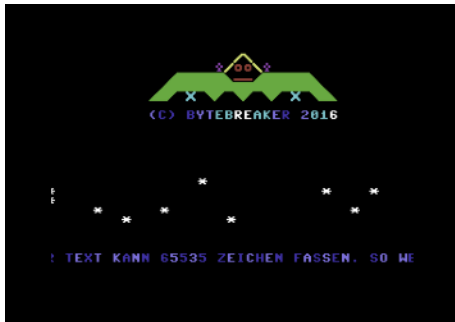 (C) BYTEBREAKER 2016
TEXT KANN 65535 ZEICHEN FASSEN. SO WE